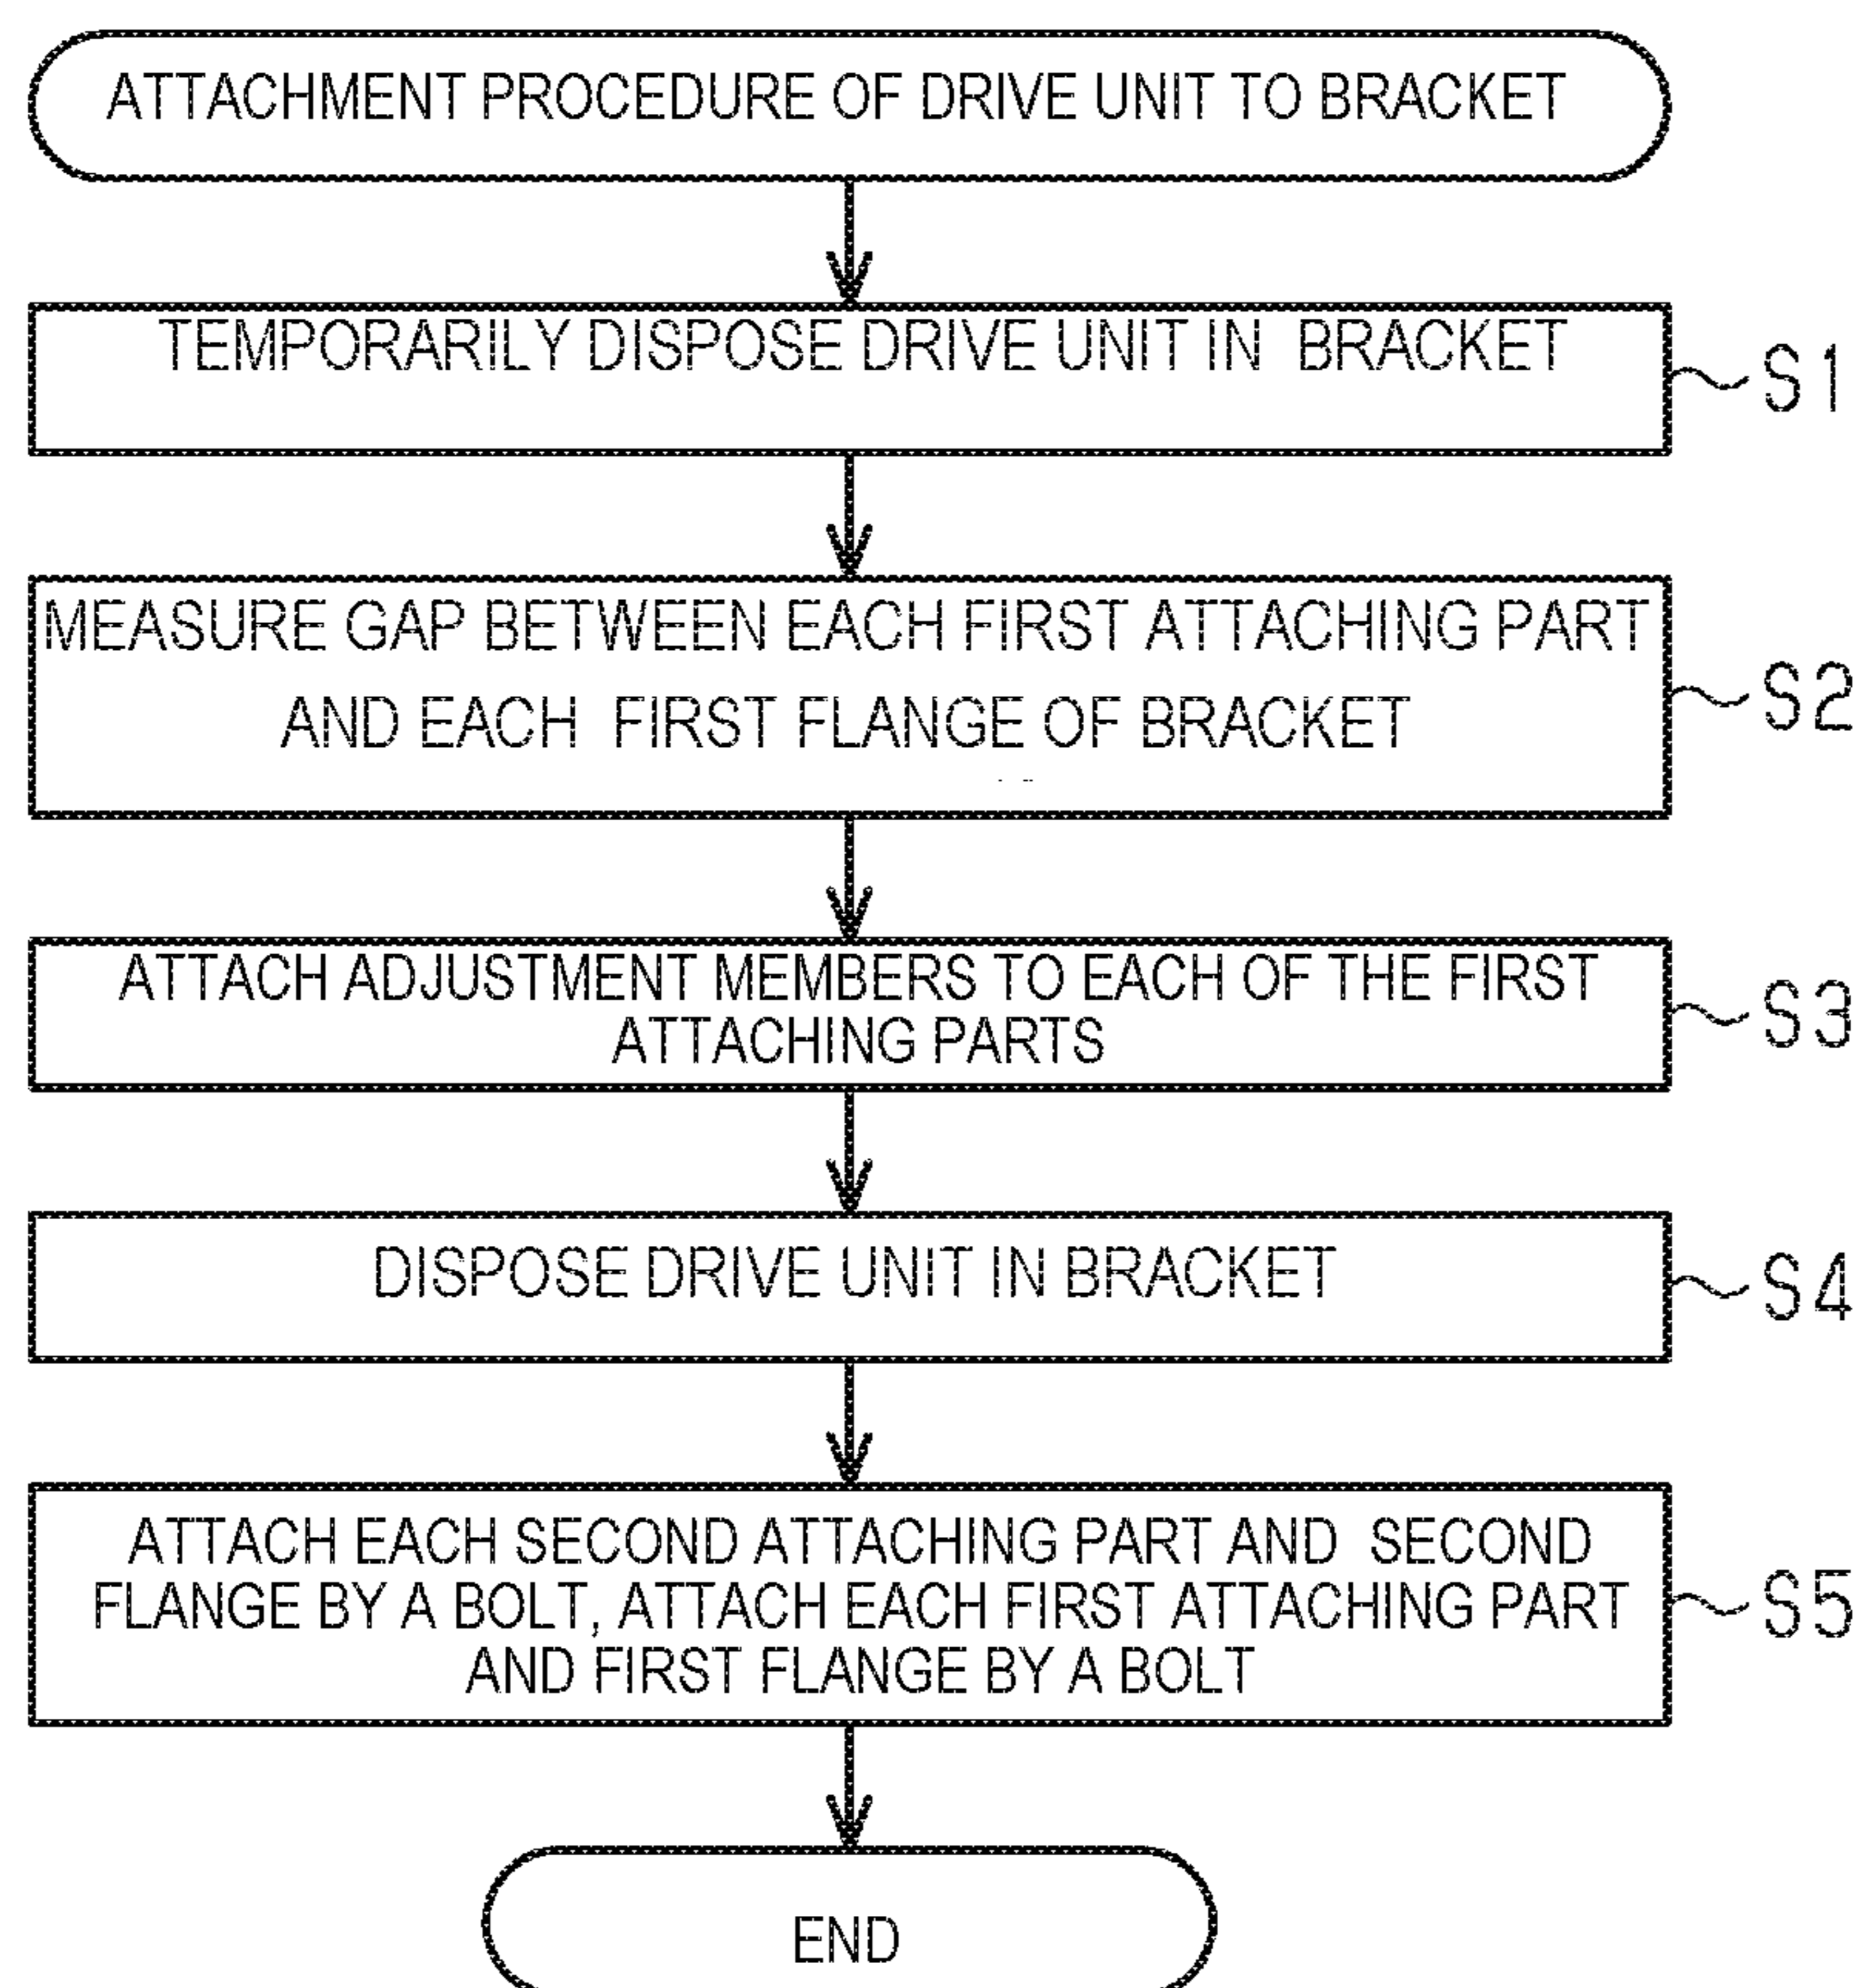 ATTACHMENT PROCEDURE OF DRIVE UNIT TO BRACKET
TEMPORARILY DISPOSE DRIVE UNIT IN BRACKET
S1
MEASURE GAP BETWEEN EACH FIRST ATTACHING PART
AND EACH FIRST FLANGE OF BRACKET
S2
ATTACH ADJUSTMENT MEMBERS TO EACH OF THE FIRST
ATTACHING PARTS
S3
DISPOSE DRIVE UNIT IN BRACKET
S4
ATTACH EACH SECOND ATTACHING PART AND SECOND
FLANGE BY A BOLT, ATTACH EACH FIRST ATTACHING PART
AND FIRST FLANGE BY A BOLT
S5
END